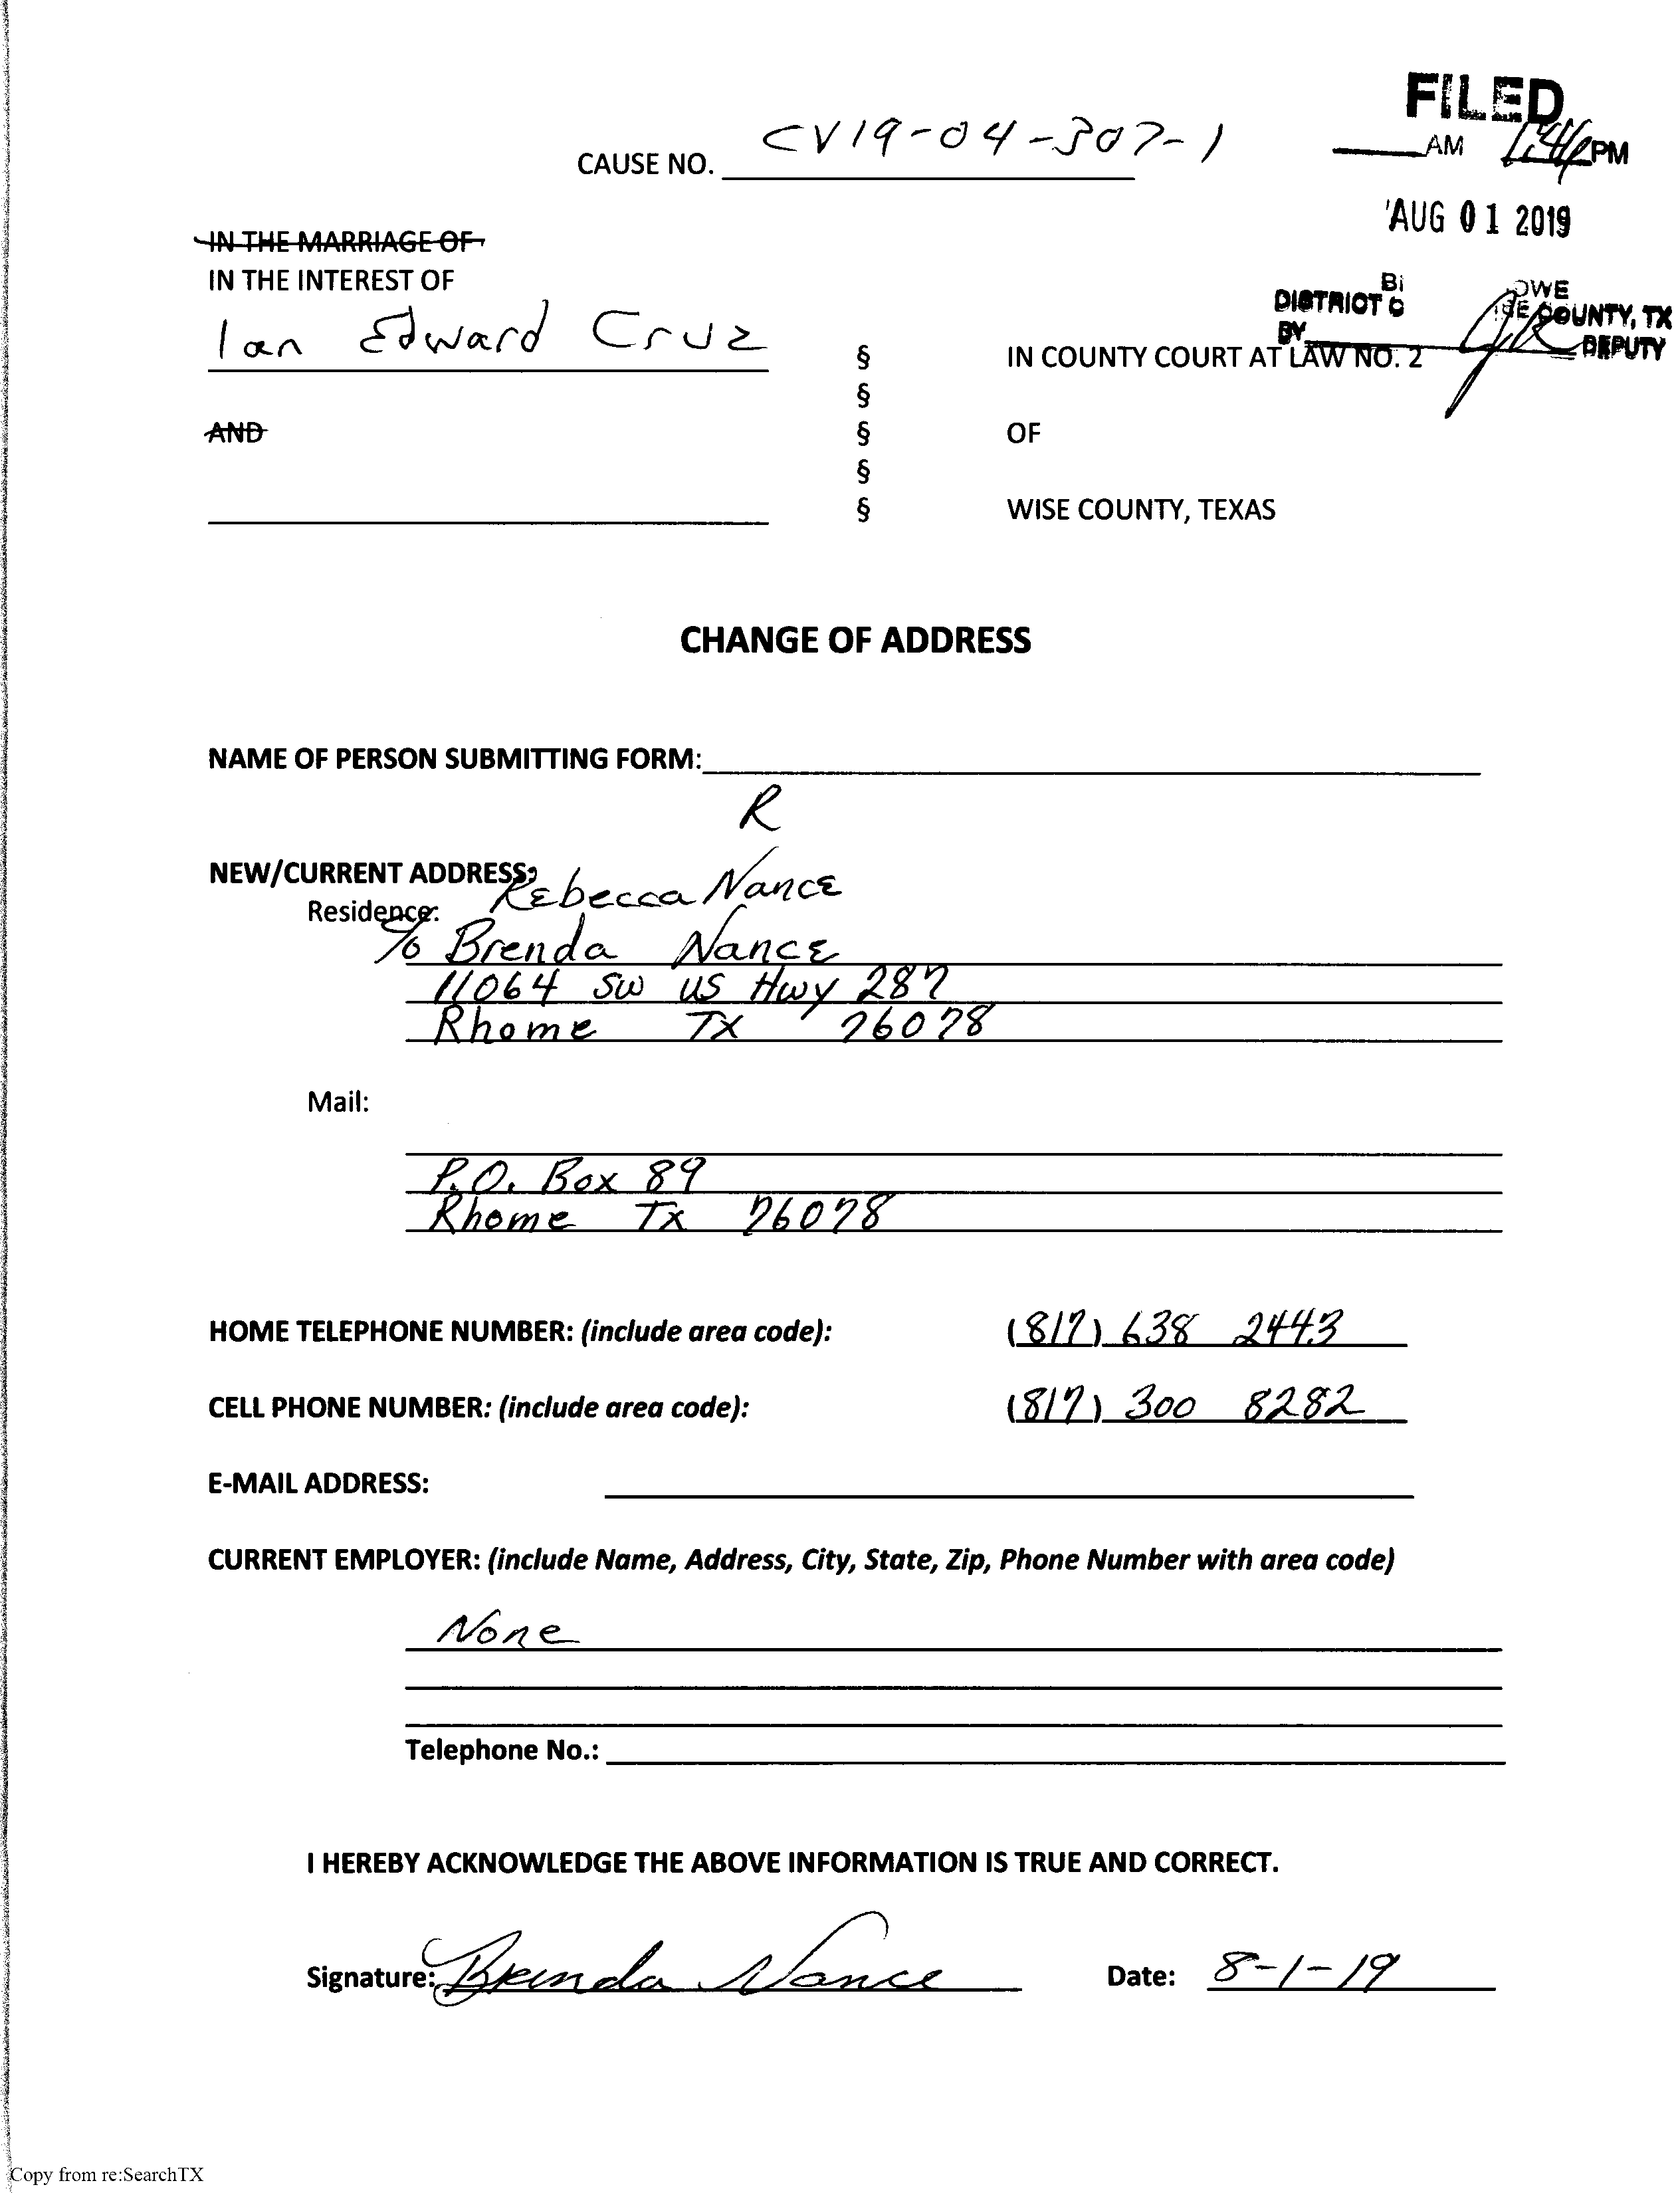 FILED
____AM 1:44 PM
CAUSE NO. CV19-04-307-1
AUG 01 2019
IN THE MARRIAGE OF
IN THE INTEREST OF
DISTRICT C
OWE
COUNTY, TX
BY
DEPUTY
Ian Edward Cruz
§ IN COUNTY COURT AT LAW NO. 2
§
AND § OF
§
§ WISE COUNTY, TEXAS
CHANGE OF ADDRESS
NAME OF PERSON SUBMITTING FORM:
R
NEW/CURRENT ADDRESS:
Rebecca Nance
Residence:
% Brenda Nance
11064 SW US Hwy 287
Rhome TX 76078
Mail:
P.O. Box 89
Rhome Tx 76078
HOME TELEPHONE NUMBER: (include area code): (817) 638 2443
CELL PHONE NUMBER: (include area code): (817) 300 8282
E-MAIL ADDRESS:
CURRENT EMPLOYER: (include Name, Address, City, State, Zip, Phone Number with area code)
None
Telephone No.:
I HEREBY ACKNOWLEDGE THE ABOVE INFORMATION IS TRUE AND CORRECT.
Signature: Brenda Nance Date: 8-1-19
Copy from re:SearchTX